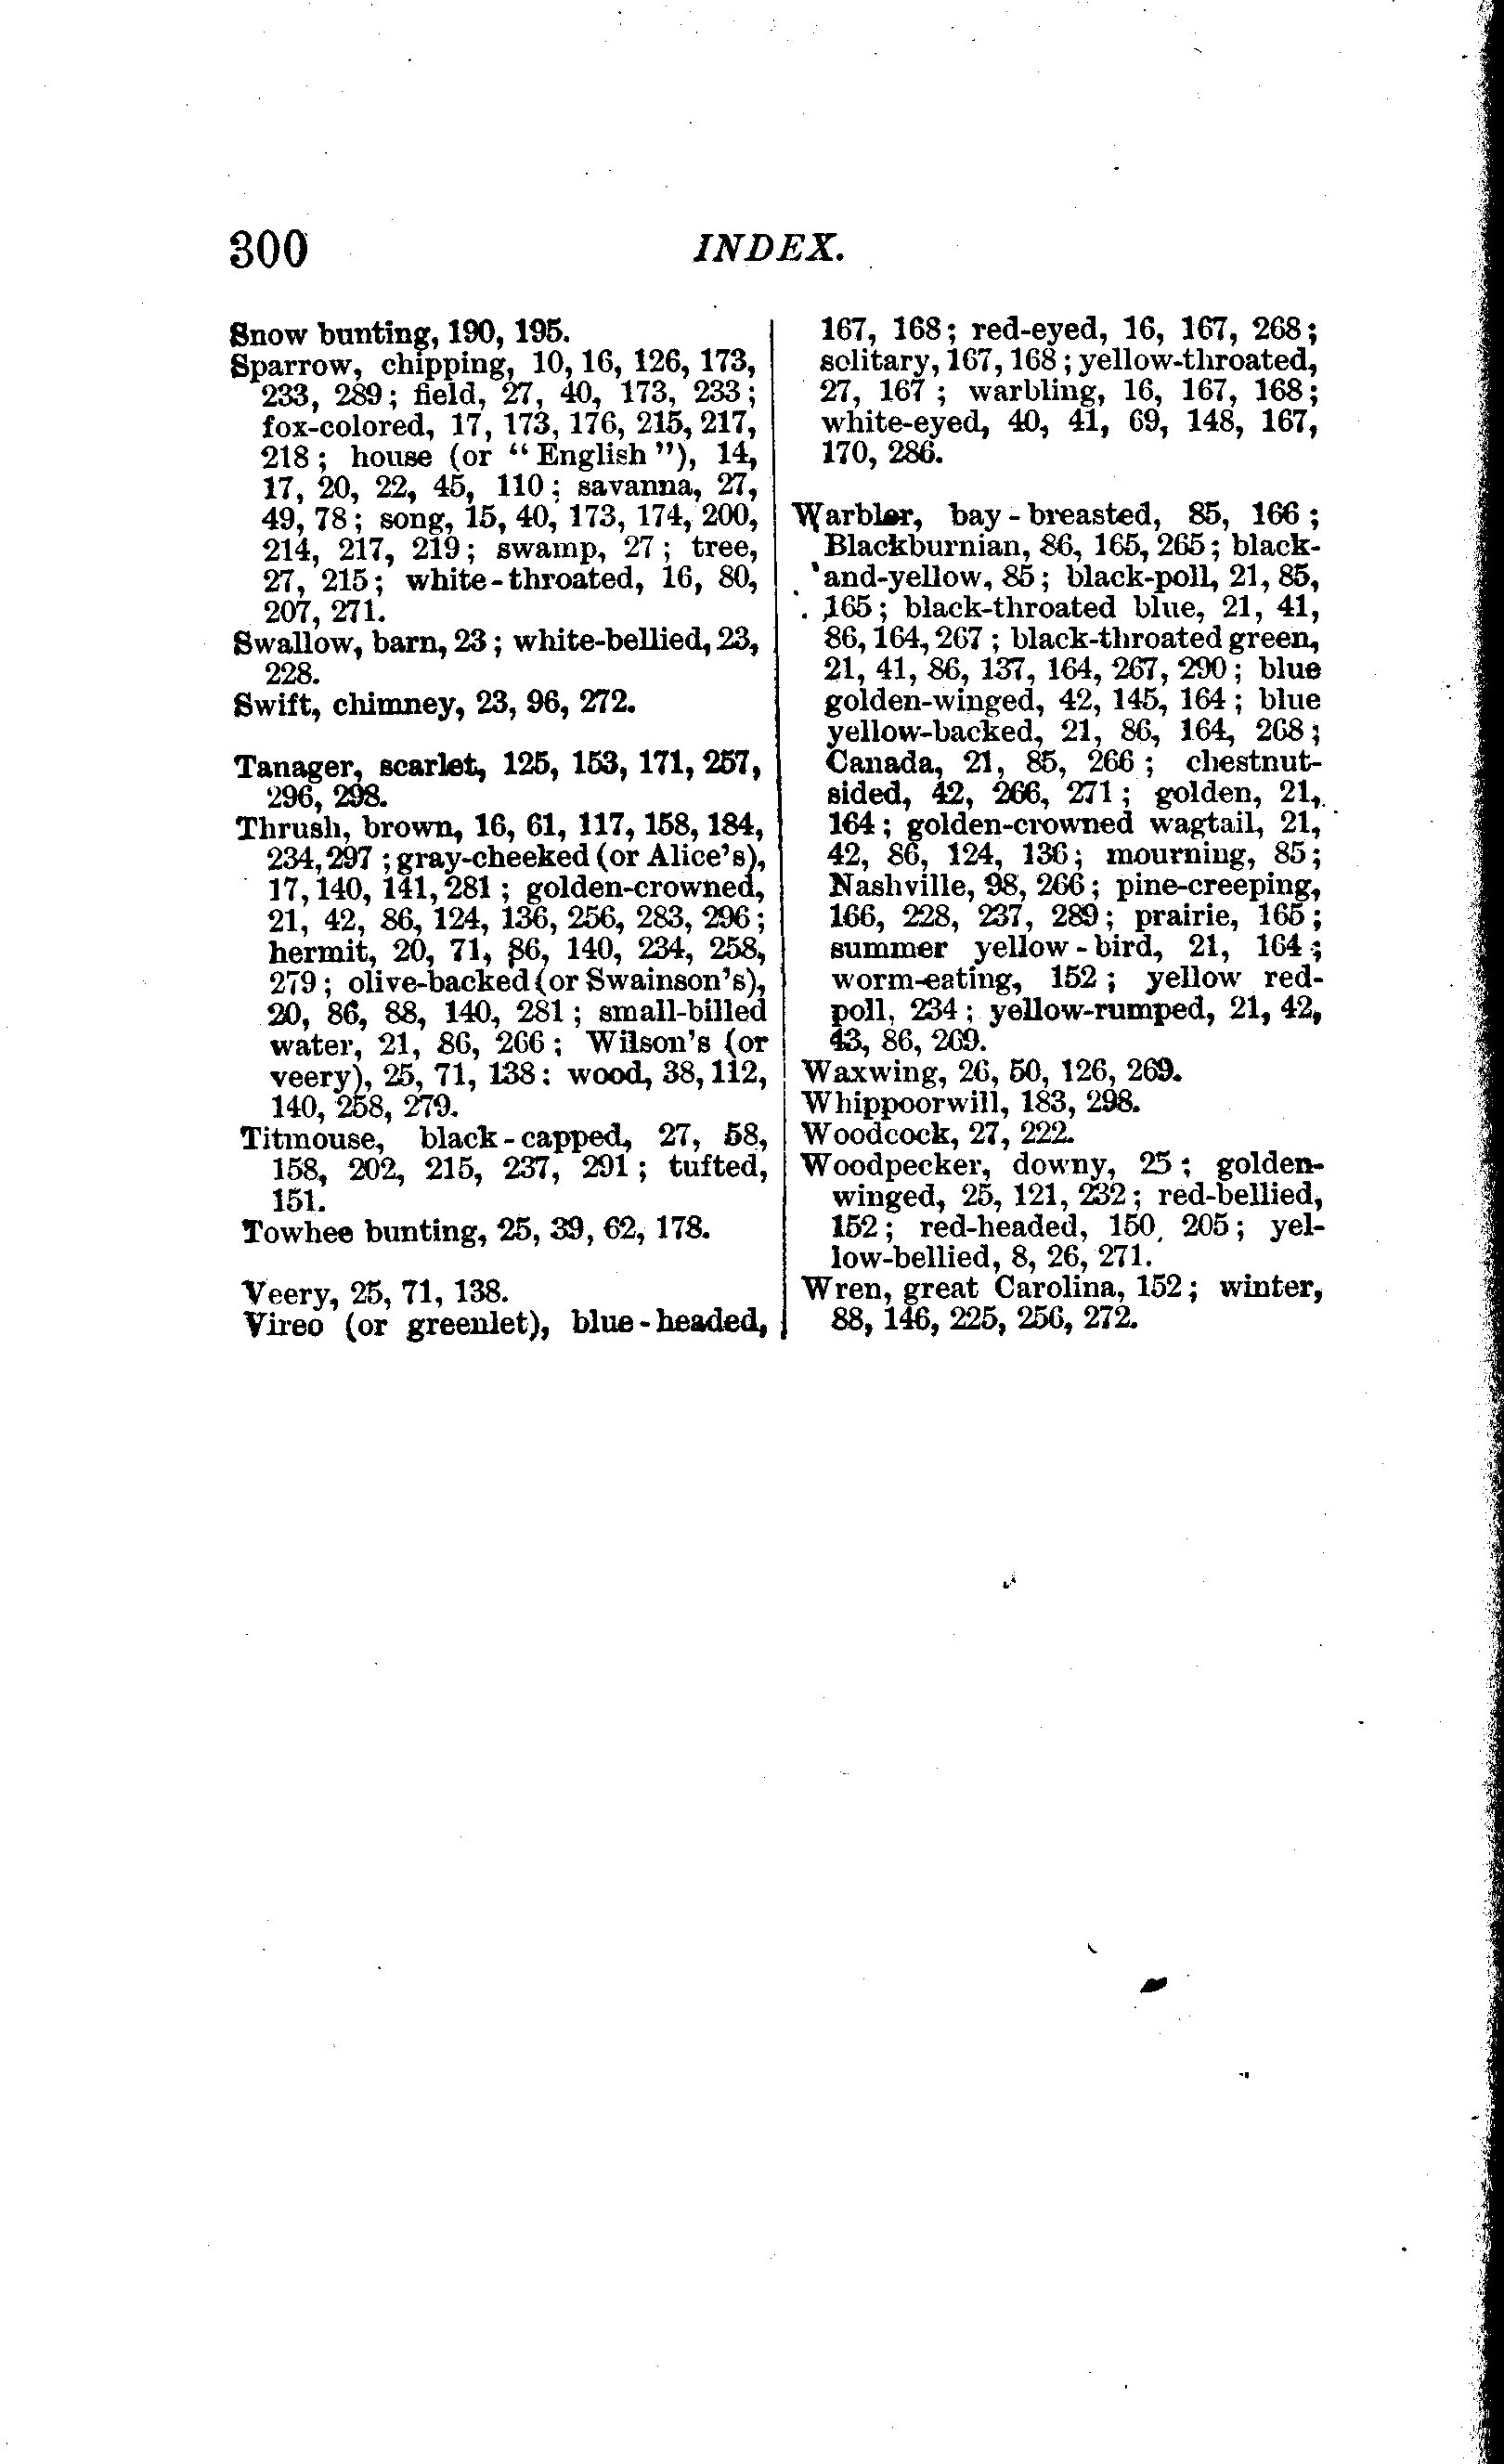 300
INDEX.
Snow bunting, 190, 195.
Sparrow, chipping, 10, 16, 126, 173,
233, 289; field, 27, 40, 173, 233;
fox-colored, 17, 173, 176, 215, 217,
218; house (or "English"), 14,
17, 20, 22, 45, 110; savanna, 27,
49, 78; song, 15, 40, 173, 174, 200,
214, 217, 219; swamp, 27; tree,
27, 215; white-throated, 16, 80,
207, 271.
Swallow, barn, 23; white-bellied, 23,
228.
Swift, chimney, 23, 96, 272.
Tanager, scarlet, 125, 153, 171, 257,
296, 298.
Thrush, brown, 16, 61, 117, 158, 184,
234, 297; gray-cheeked (or Alice's),
17, 140, 141, 281; golden-crowned,
21, 42, 86, 124, 136, 256, 283, 296;
hermit, 20, 71, 86, 140, 234, 258,
279; olive-backed (or Swainson's),
20, 86, 88, 140, 281; small-billed
water, 21, 86, 266; Wilson's (or
veery), 25, 71, 138; wood, 38, 112,
140, 258, 279.
Titmouse, black-capped, 27, 58,
158, 202, 215, 237, 291; tufted,
151.
Towhee bunting, 25, 39, 62, 178.
Veery, 25, 71, 138.
Vireo (or greenlet), blue-headed,
167, 168; red-eyed, 16, 167, 268;
solitary, 167, 168; yellow-throated,
27, 167; warbling, 16, 167, 168;
white-eyed, 40, 41, 69, 148, 167,
170, 286.
Warbler, bay-breasted, 85, 166;
Blackburnian, 86, 165, 265; black-
and-yellow, 85; black-poll, 21, 85,
165; black-throated blue, 21, 41,
86, 164, 267; black-throated green,
21, 41, 86, 137, 164, 267, 290; blue
golden-winged, 42, 145, 164; blue
yellow-backed, 21, 86, 164, 268;
Canada, 21, 85, 266; chestnut-
sided, 42, 266, 271; golden, 21,
164; golden-crowned wagtail, 21,
42, 86, 124, 136; mourning, 85;
Nashville, 98, 266; pine-creeping,
166, 228, 237, 289; prairie, 165;
summer yellow-bird, 21, 164;
worm-eating, 152; yellow red-
poll, 234; yellow-rumped, 21, 42,
43, 86, 269.
Waxwing, 26, 50, 126, 269.
Whippoorwill, 183, 298.
Woodcock, 27, 222.
Woodpecker, downy, 25; golden-
winged, 25, 121, 232; red-bellied,
152; red-headed, 150, 205; yel-
low-bellied, 8, 26, 271.
Wren, great Carolina, 152; winter,
88, 146, 225, 256, 272.